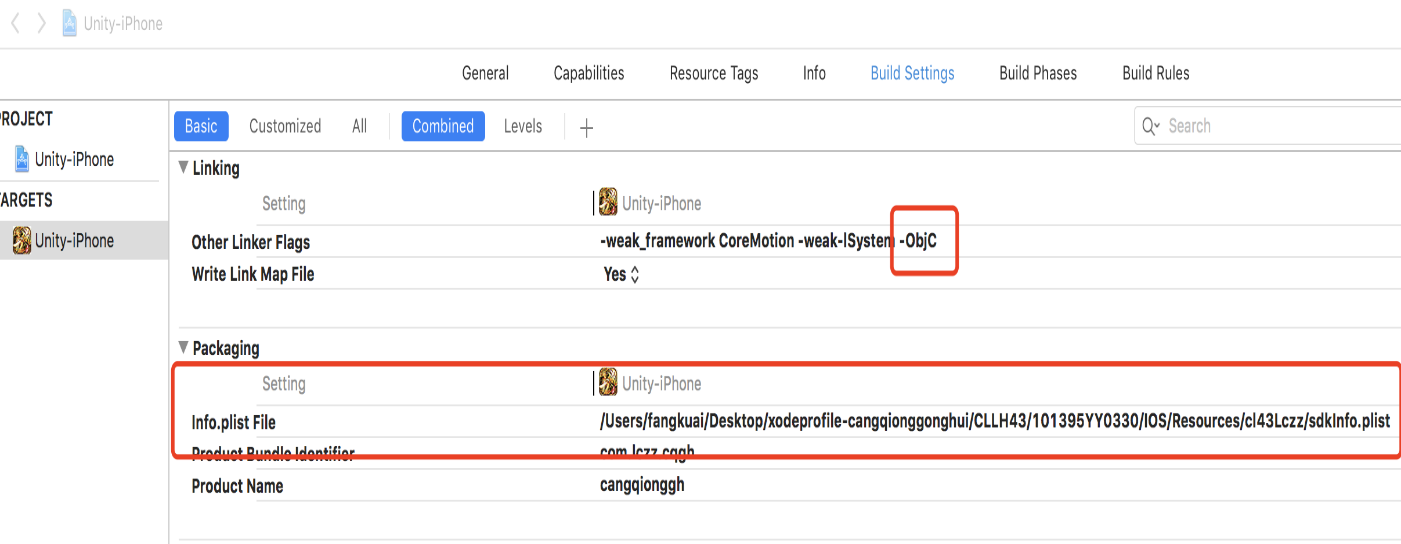 Unity-iPhone
General Capabilities Resource Tags Info Build Settings Build Phases Build Rules
PROJECT
Unity-iPhone
TARGETS
Unity-iPhone
Basic Customized All Combined Levels + Search
Linking
Setting Unity-iPhone
Other Linker Flags -weak_framework CoreMotion -weak-lSystem -ObjC
Write Link Map File Yes
Packaging
Setting Unity-iPhone
Info.plist File /Users/fangkuai/Desktop/xodeprofile-cangqionggonghui/CLLH43/101395YY0330/IOS/Resources/cl43Lczz/sdkInfo.plist
Product Bundle Identifier com.lczz.cqgh
Product Name cangqionggh